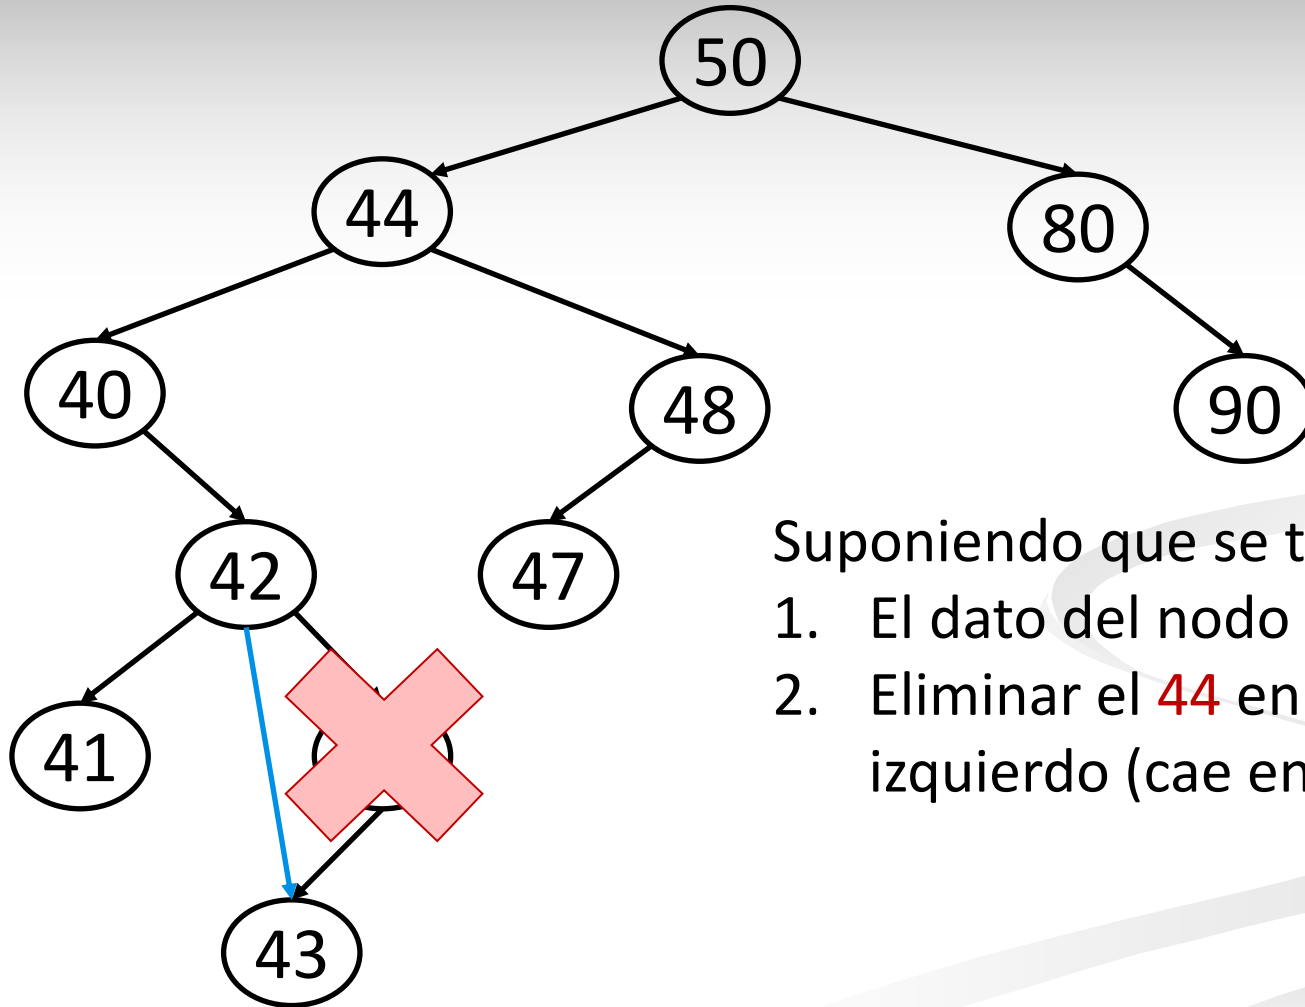 50
44
80
40
48
90
42
47
41
43
Suponiendo que se t
1. El dato del nodo
2. Eliminar el 44 en
izquierdo (cae en